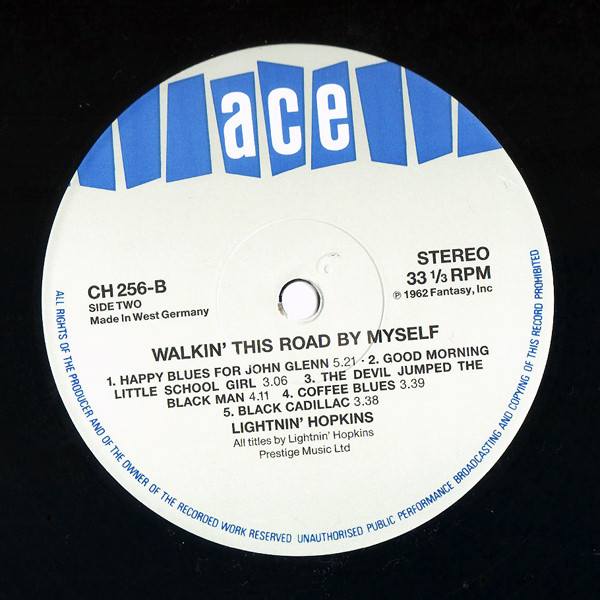 ace
CH 256-B
SIDE TWO
Made In West Germany
STEREO
33 1/3 RPM
℗ 1962 Fantasy, Inc
WALKIN' THIS ROAD BY MYSELF
1. HAPPY BLUES FOR JOHN GLENN 5.21 · 2. GOOD MORNING
LITTLE SCHOOL GIRL 3.06 3. THE DEVIL JUMPED THE
BLACK MAN 4.11 4. COFFEE BLUES 3.39
5. BLACK CADILLAC 3.38
LIGHTNIN' HOPKINS
All titles by Lightnin' Hopkins
Prestige Music Ltd
ALL RIGHTS OF THE PRODUCER AND OF THE OWNER OF THE RECORDED WORK RESERVED · UNAUTHORISED PUBLIC PERFORMANCE BROADCASTING AND COPYING OF THIS RECORD PROHIBITED